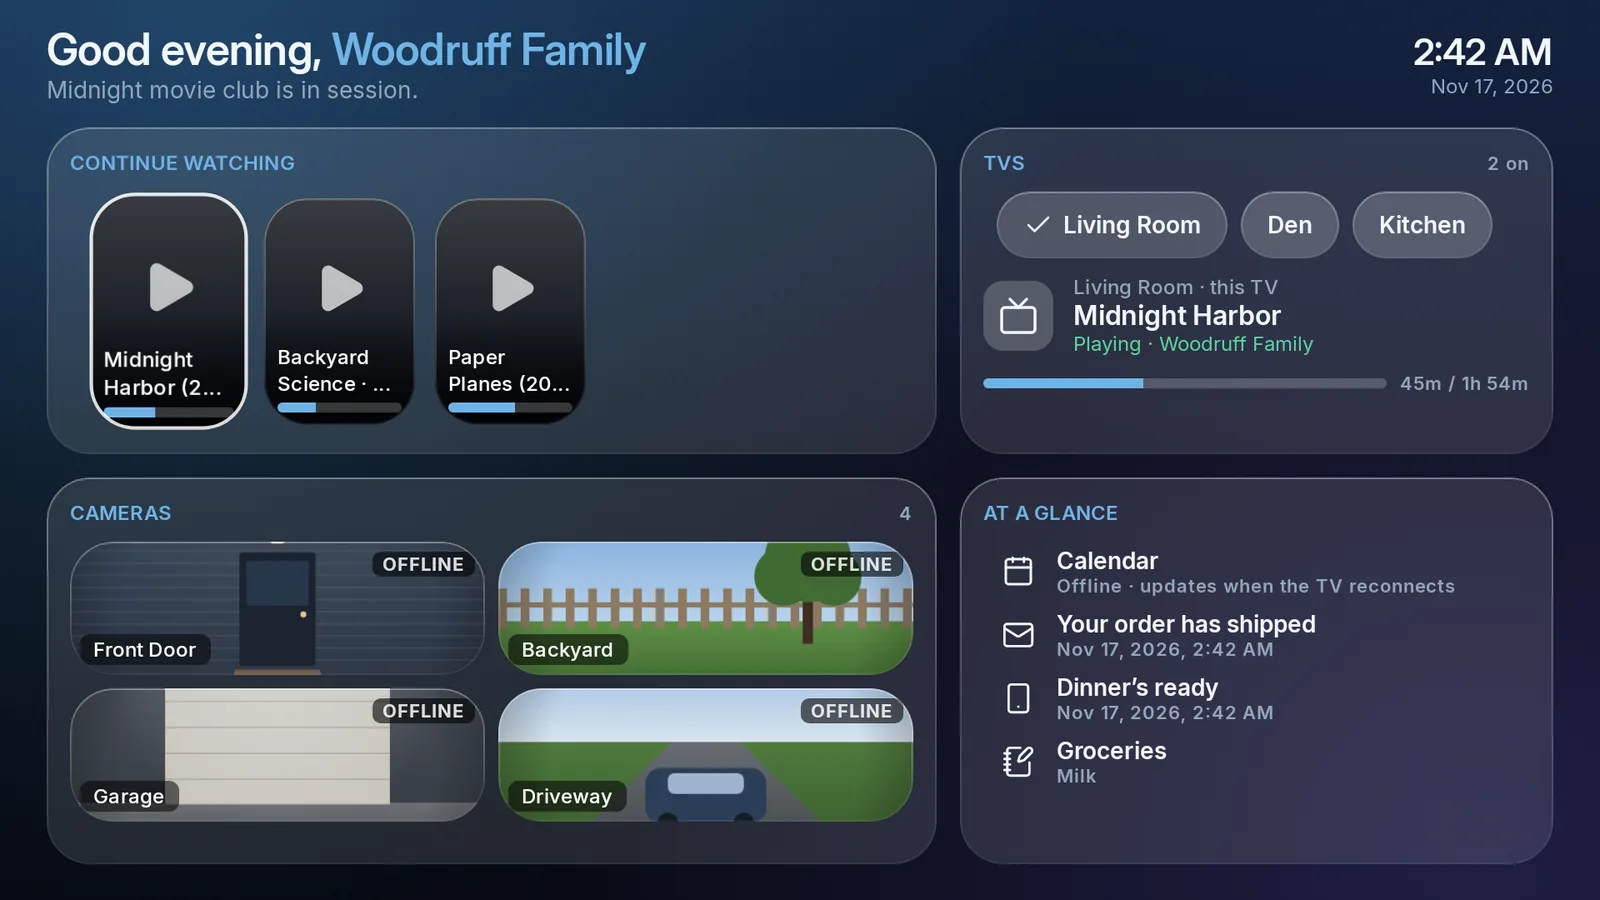 Good evening, Woodruff Family
Midnight movie club is in session.
2:42 AM
Nov 17, 2026
CONTINUE WATCHING
Midnight
Harbor (2...
Backyard
Science · ...
Paper
Planes (20...
TVS
2 on
Living Room
Den
Kitchen
Living Room · this TV
Midnight Harbor
Playing · Woodruff Family
45m / 1h 54m
CAMERAS
4
OFFLINE
Front Door
OFFLINE
Backyard
OFFLINE
Garage
OFFLINE
Driveway
AT A GLANCE
Calendar
Offline · updates when the TV reconnects
Your order has shipped
Nov 17, 2026, 2:42 AM
Dinner’s ready
Nov 17, 2026, 2:42 AM
Groceries
Milk